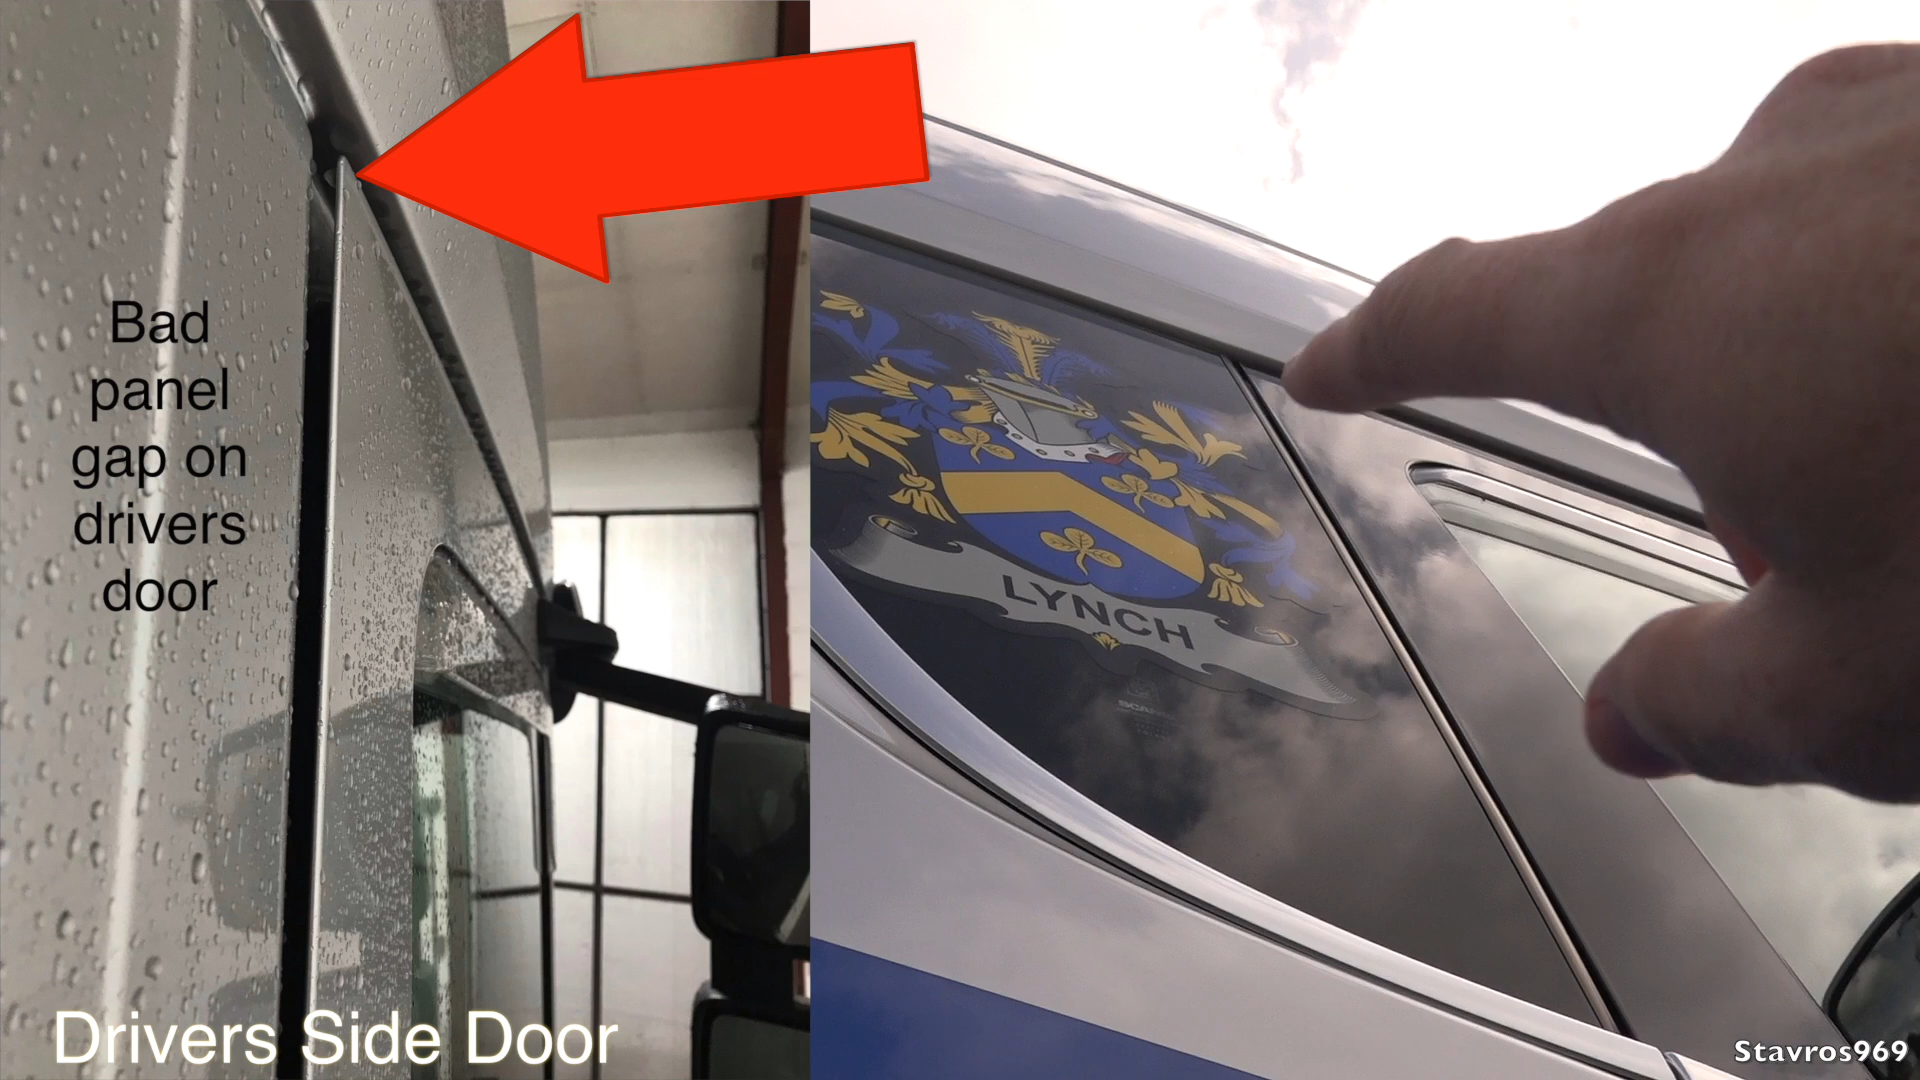 Bad
panel
gap on
drivers
door
Drivers Side Door
LYNCH
Stavros969